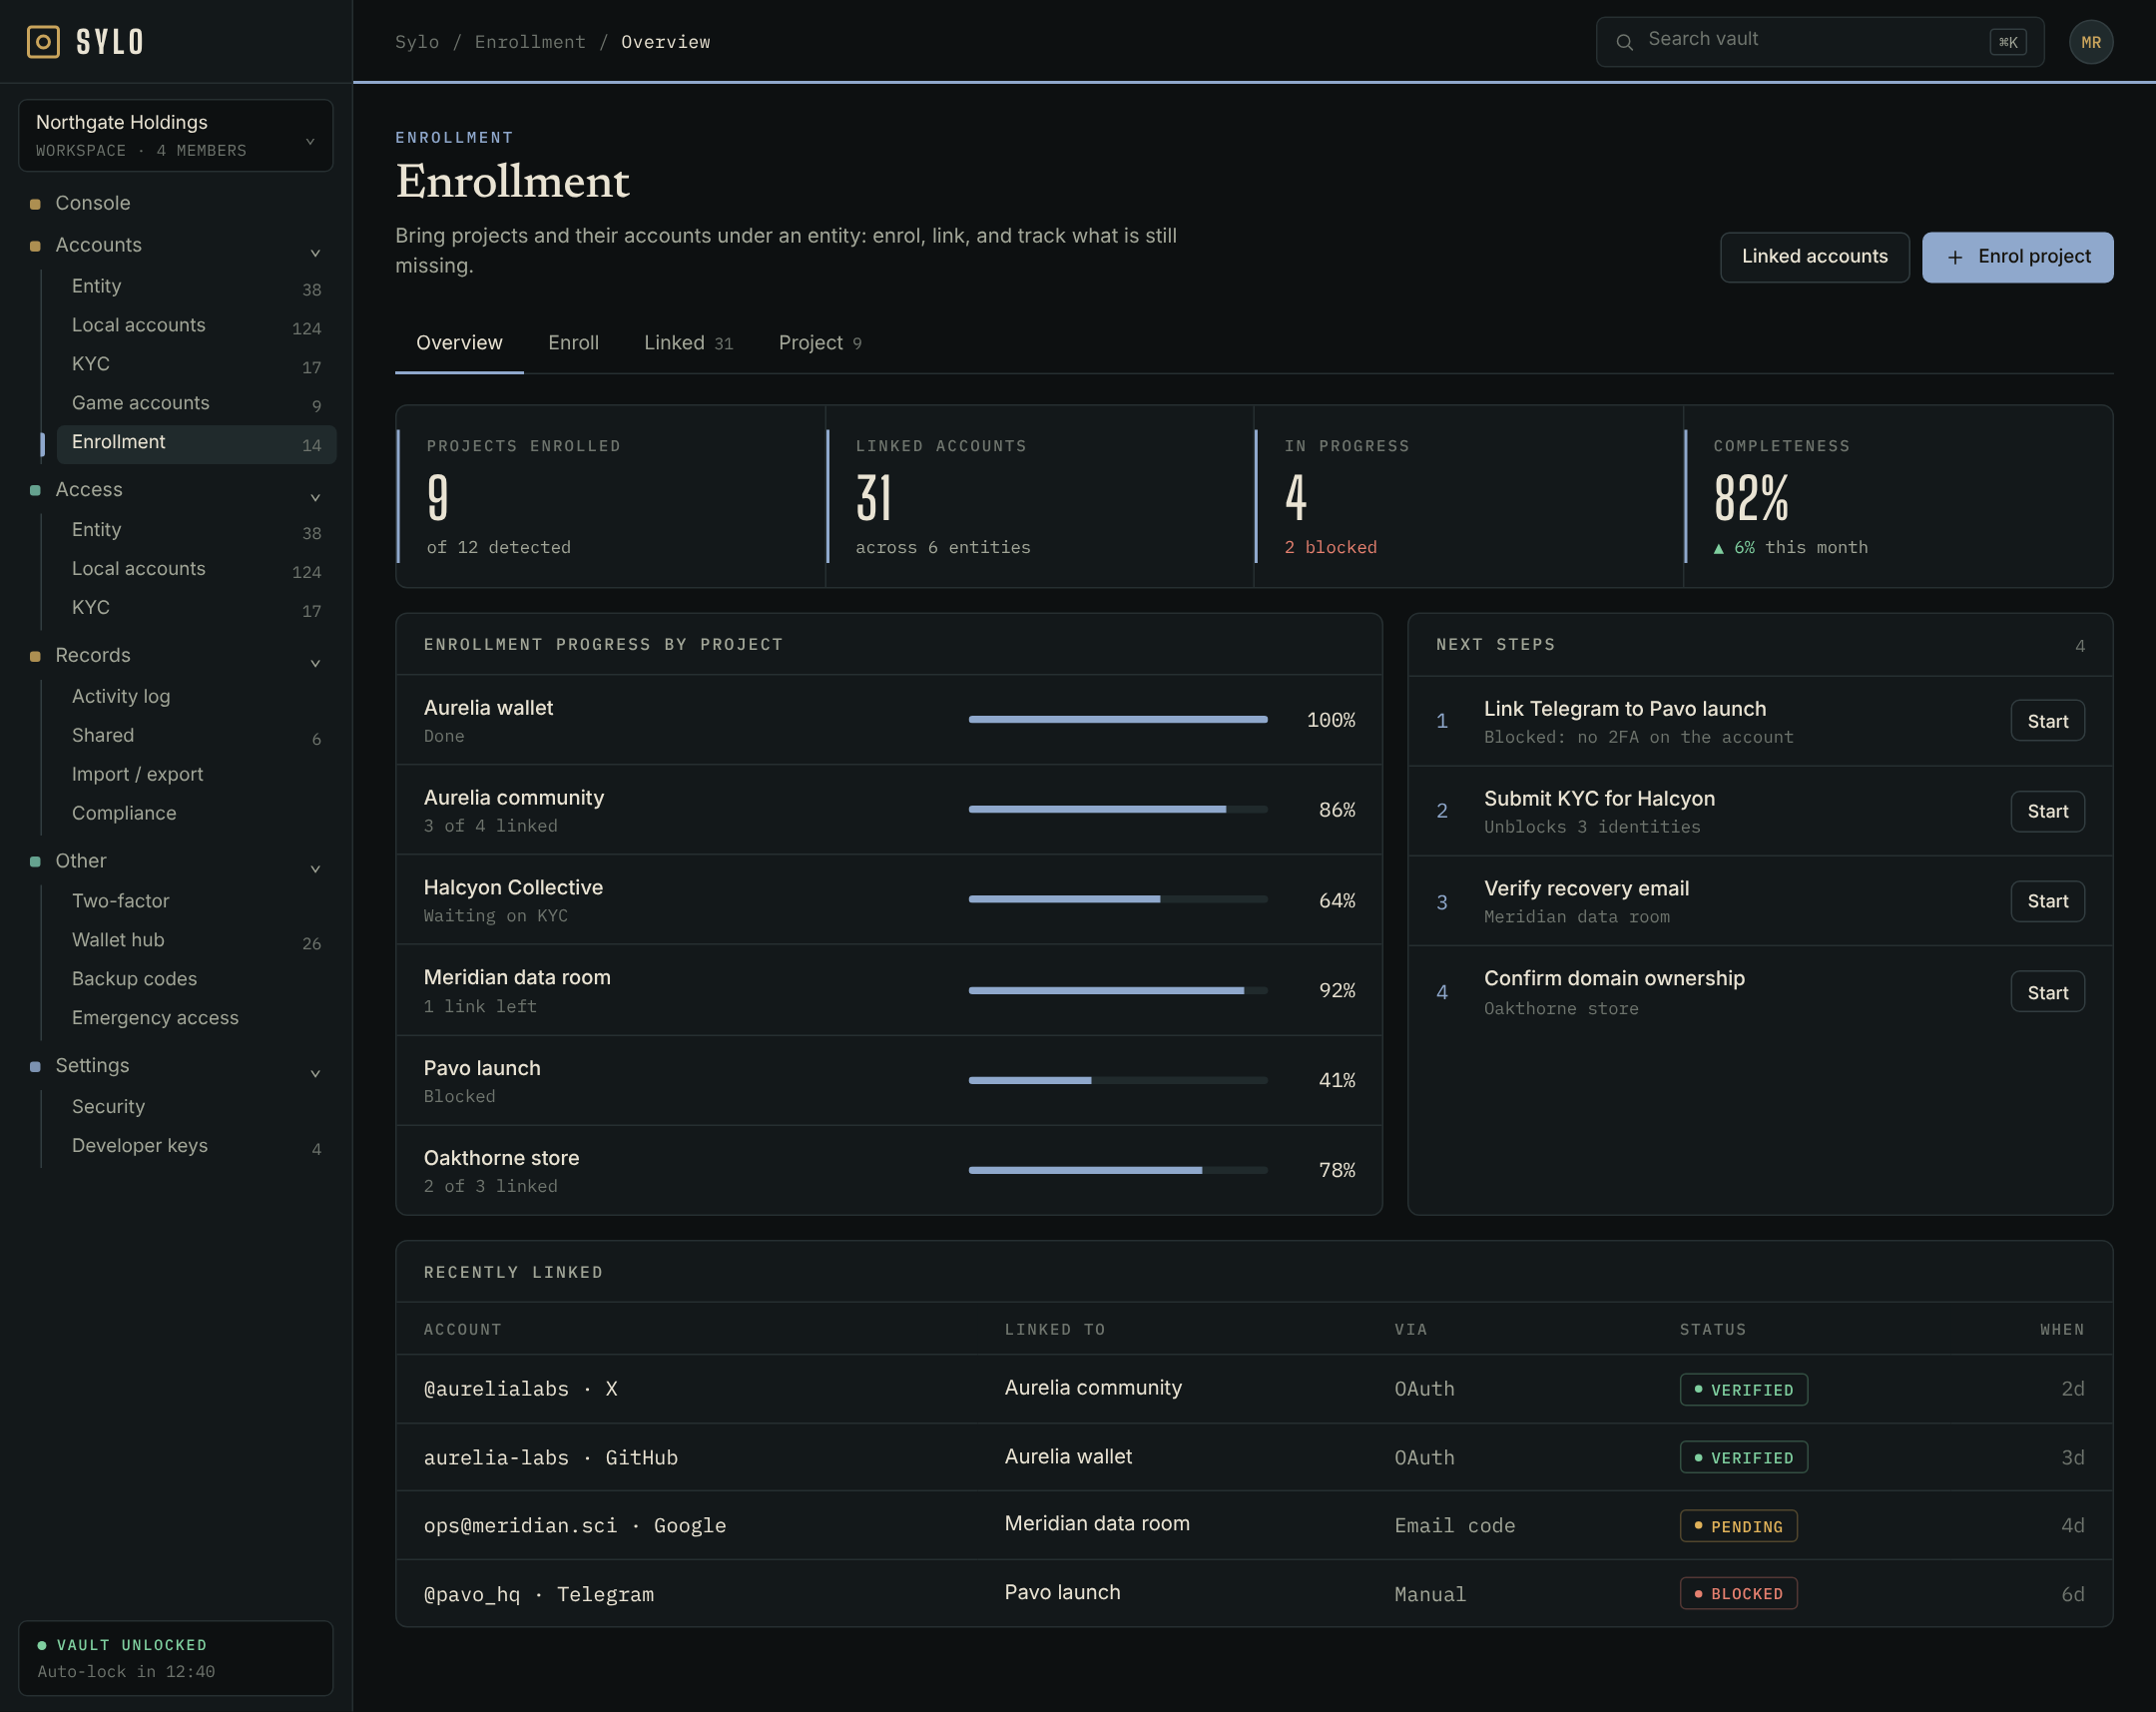 SYLO
Northgate Holdings
WORKSPACE · 4 MEMBERS
Console
Accounts
Entity 38
Local accounts 124
KYC 17
Game accounts 9
Enrollment 14
Access
Entity 38
Local accounts 124
KYC 17
Records
Activity log
Shared 6
Import / export
Compliance
Other
Two-factor
Wallet hub 26
Backup codes
Emergency access
Settings
Security
Developer keys 4
VAULT UNLOCKED
Auto-lock in 12:40
Sylo / Enrollment / Overview
Search vault ⌘K
MR
ENROLLMENT
Enrollment
Bring projects and their accounts under an entity: enrol, link, and track what is still
missing.
Linked accounts
+ Enrol project
Overview Enroll Linked 31 Project 9
PROJECTS ENROLLED
9
of 12 detected
LINKED ACCOUNTS
31
across 6 entities
IN PROGRESS
4
2 blocked
COMPLETENESS
82%
▲ 6% this month
ENROLLMENT PROGRESS BY PROJECT
Aurelia wallet
Done
100%
Aurelia community
3 of 4 linked
86%
Halcyon Collective
Waiting on KYC
64%
Meridian data room
1 link left
92%
Pavo launch
Blocked
41%
Oakthorne store
2 of 3 linked
78%
NEXT STEPS 4
1 Link Telegram to Pavo launch
Blocked: no 2FA on the account
Start
2 Submit KYC for Halcyon
Unblocks 3 identities
Start
3 Verify recovery email
Meridian data room
Start
4 Confirm domain ownership
Oakthorne store
Start
RECENTLY LINKED
ACCOUNT LINKED TO VIA STATUS WHEN
@aurelialabs · X Aurelia community OAuth VERIFIED 2d
aurelia-labs · GitHub Aurelia wallet OAuth VERIFIED 3d
ops@meridian.sci · Google Meridian data room Email code PENDING 4d
@pavo_hq · Telegram Pavo launch Manual BLOCKED 6d